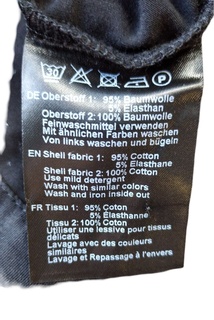 30
DE Oberstoff 1: 95% Baumwolle
5% Elasthan
Oberstoff 2: 100% Baumwolle
Feinwaschmittel verwenden
Mit ähnlichen Farben waschen
Von links waschen und bügeln
EN Shell fabric 1: 95% Cotton
5% Elasthane
Shell fabric 2: 100% Cotton
Use mild detergent
Wash with similar colors
Wash and iron inside out
FR Tissu 1: 95% Coton
5% Elasthanne
Tissu 2: 100% Coton
Utiliser une lessive pour tissus
délicats
Lavage avec des couleurs
similaires
Lavage et Repassage à l'envers